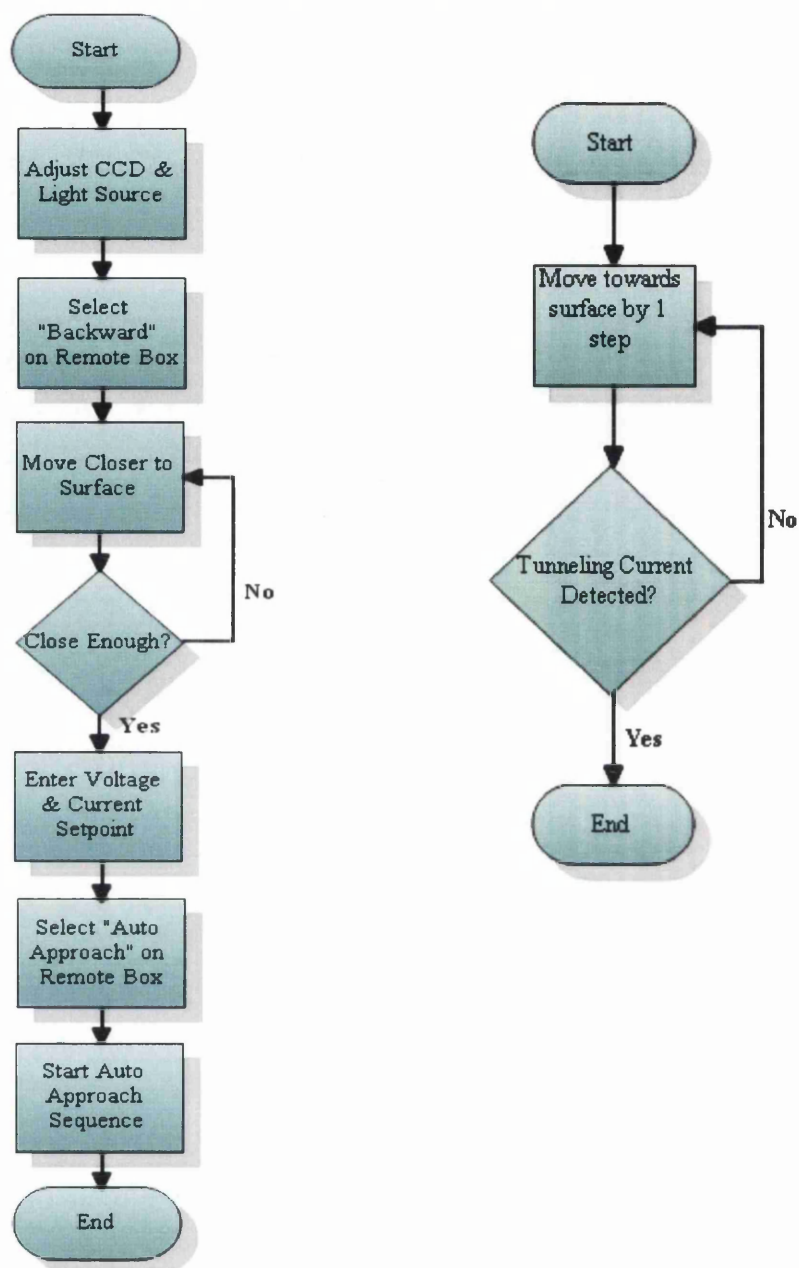 Start
Adjust CCD &
Light Source
Select
"Backward"
on Remote Box
Move Closer to
Surface
No
Close Enough?
Yes
Enter Voltage
& Current
Setpoint
Select "Auto
Approach" on
Remote Box
Start Auto
Approach
Sequence
End
Start
Move towards
surface by 1
step
No
Tunneling Current
Detected?
Yes
End